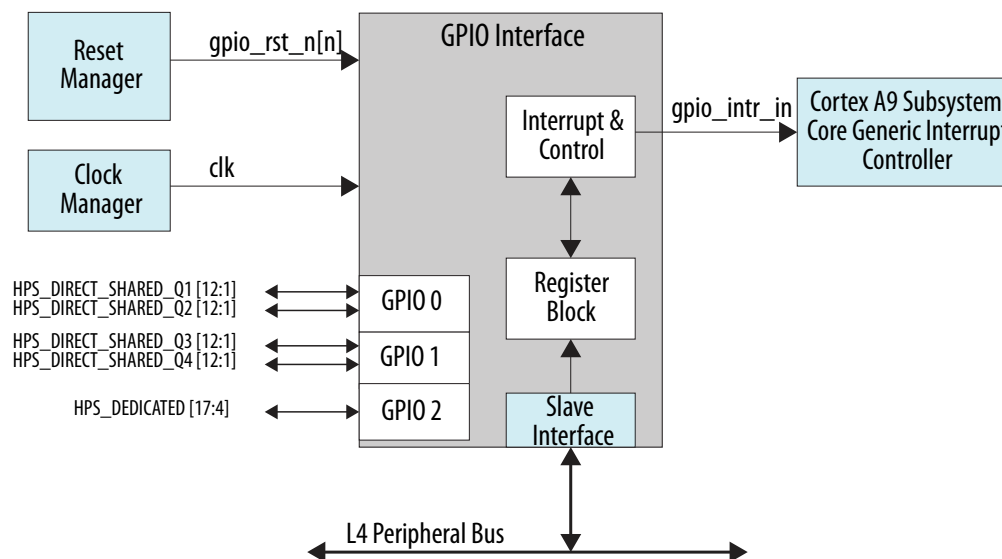 GPIO Interface
Reset
Manager
gpio_rst_n[n]
Clock
Manager
clk
Interrupt &
Control
gpio_intr_in
Cortex A9 Subsystem
Core Generic Interrupt
Controller
Register
Block
HPS_DIRECT_SHARED_Q1 [12:1]
HPS_DIRECT_SHARED_Q2 [12:1]
GPIO 0
HPS_DIRECT_SHARED_Q3 [12:1]
HPS_DIRECT_SHARED_Q4 [12:1]
GPIO 1
HPS_DEDICATED [17:4]
GPIO 2
Slave
Interface
L4 Peripheral Bus